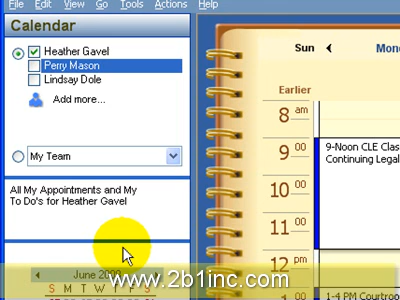 File Edit View Go Tools Actions Help
Calendar
Heather Gavel
Perry Mason
Lindsay Dole
Add more...
My Team
All My Appointments and My
To Do's for Heather Gavel
June
S M T W T F S
Sun
Mon
Earlier
8 am
9 00
10 00
11 00
12 pm
9-Noon CLE Clas
Continuing Legal
1-4 PM Courtroo
www.2b1inc.com